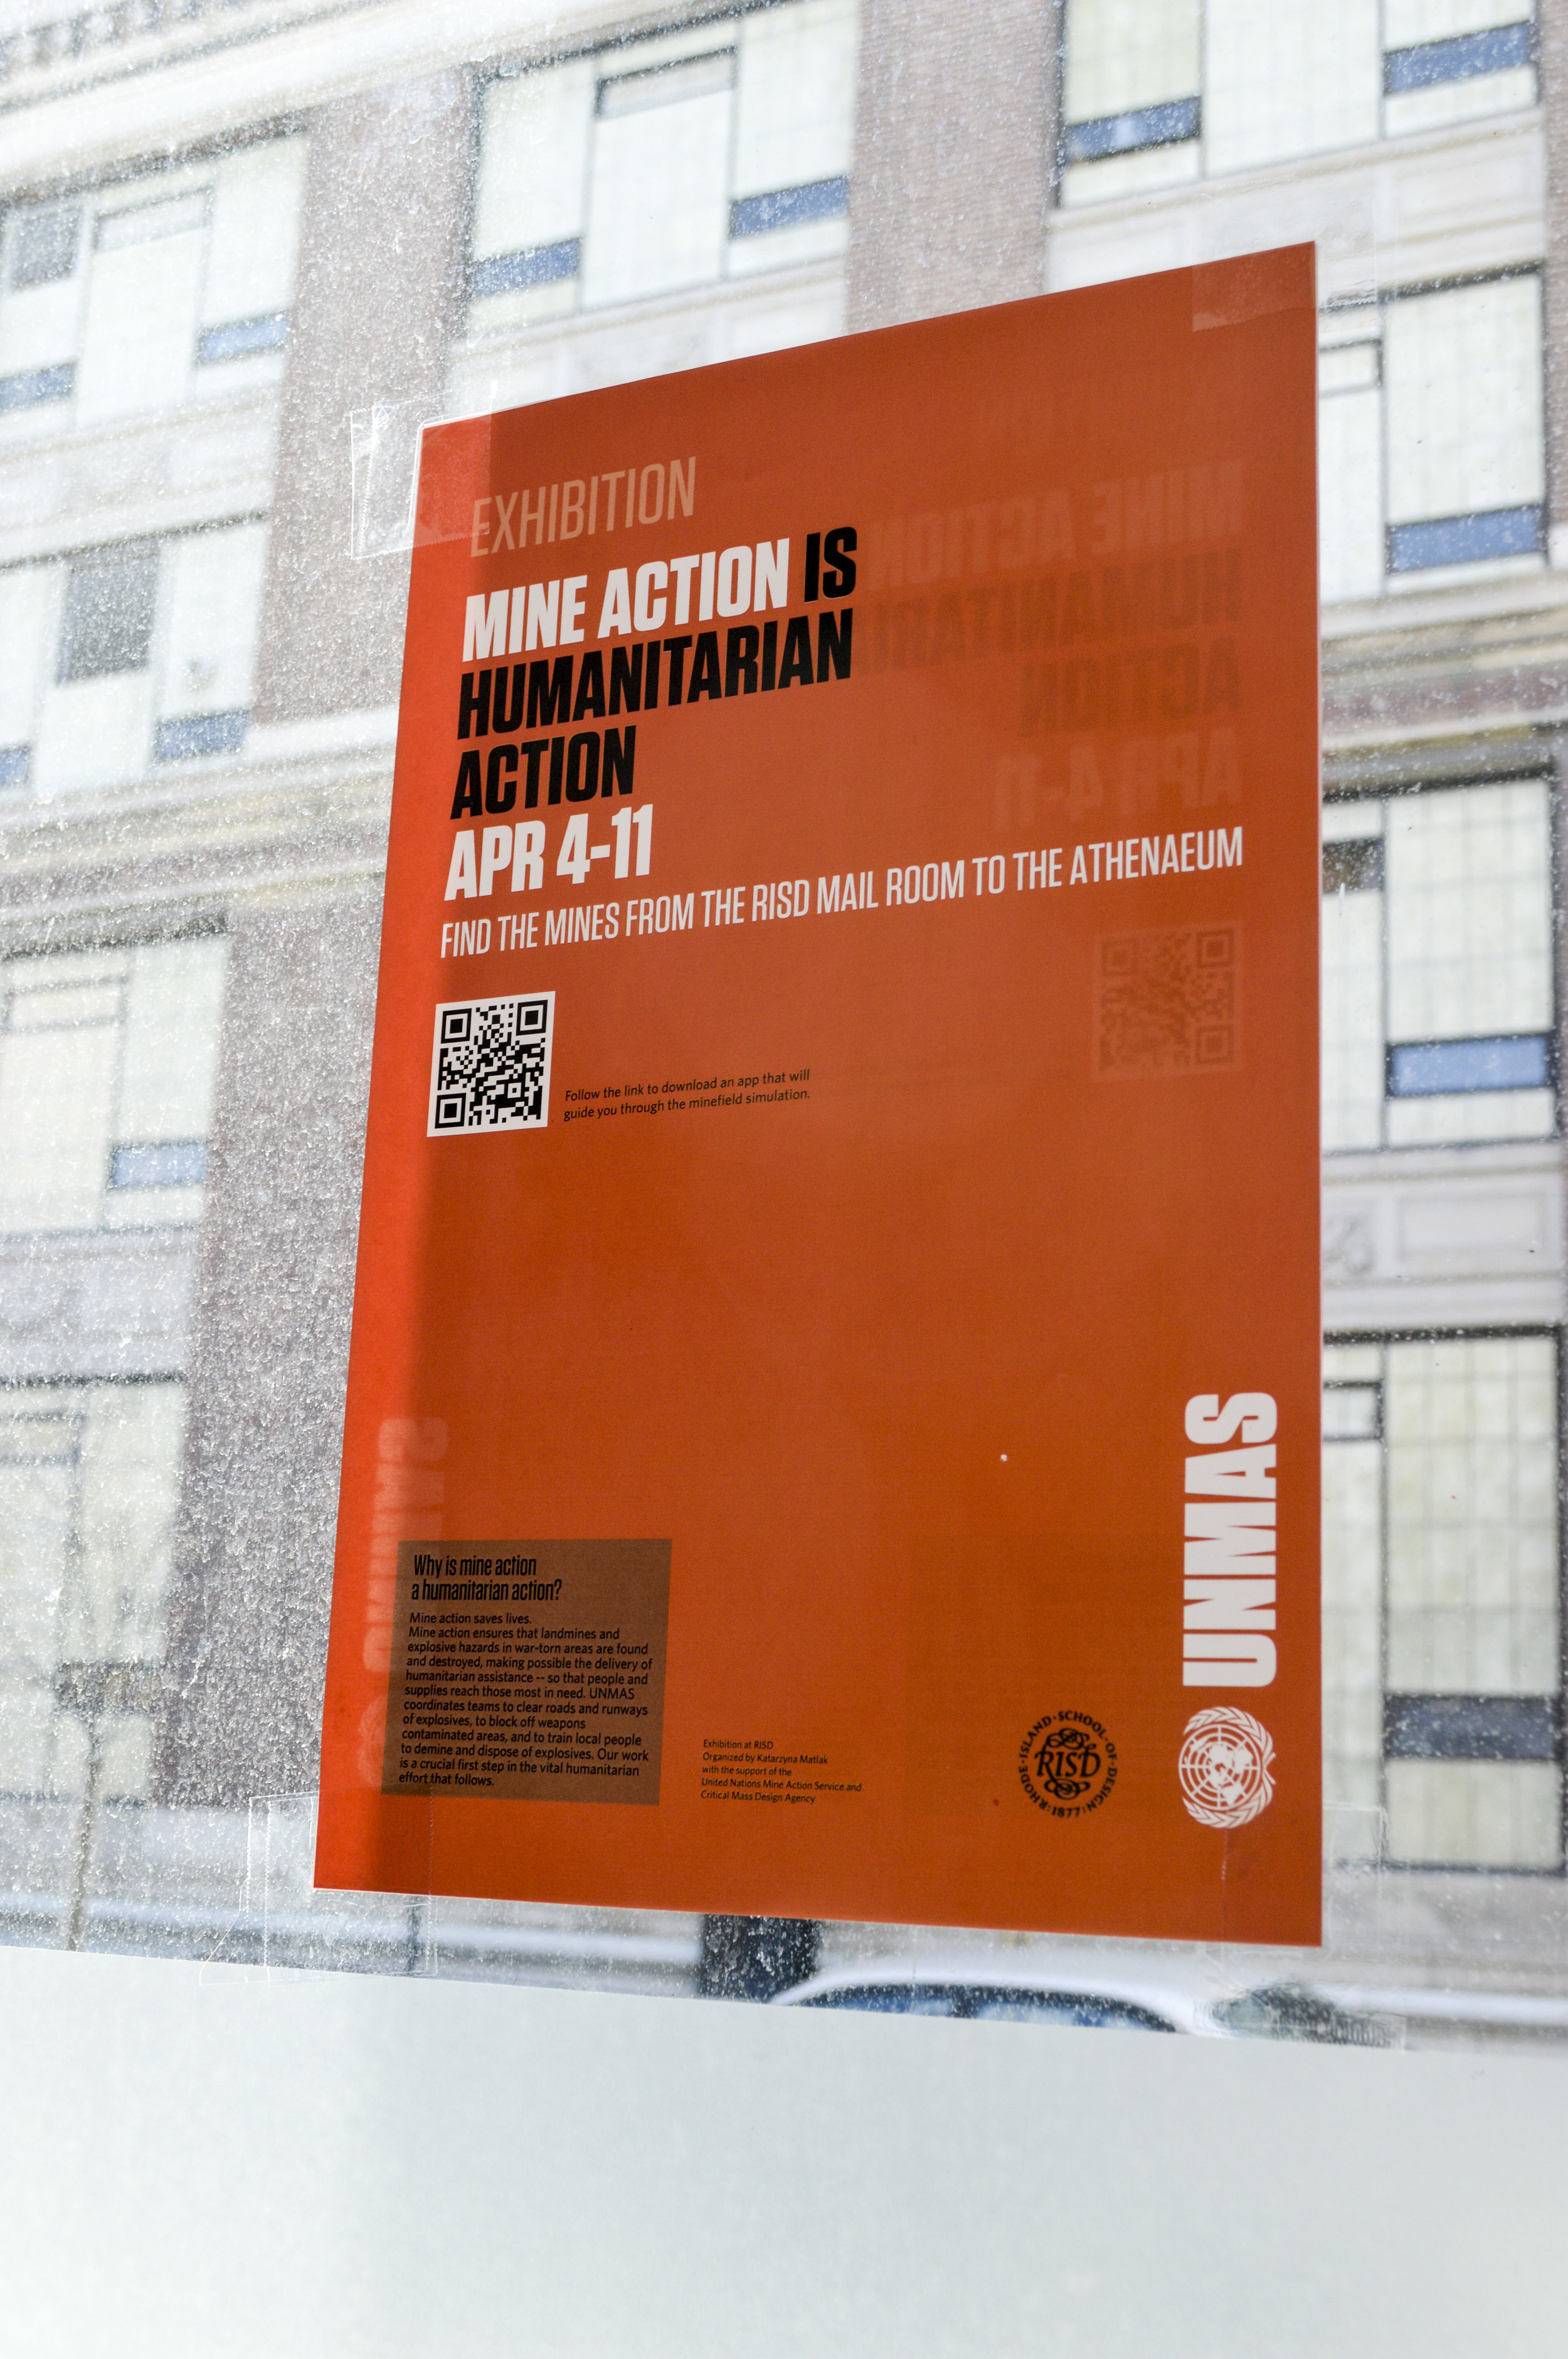 EXHIBITION
MINE ACTION IS
HUMANITARIAN
ACTION
APR 4-11
FIND THE MINES FROM THE RISD MAIL ROOM TO THE ATHENAEUM
Follow the link to download an app that will
guide you through the minefield simulation.
Why is mine action
a humanitarian action?
Mine action saves lives.
Mine action ensures that landmines and
explosive hazards in war-torn areas are found
and destroyed, making possible the delivery of
humanitarian assistance -- so that people and
supplies reach those most in need. UNMAS
coordinates teams to clear roads and runways
of explosives, to block off weapons
contaminated areas, and to train local people
to demine and dispose of explosives. Our work
is a crucial first step in the vital humanitarian
effort that follows.
Exhibition at RISD
Organized by Katarzyna Matlak
with the support of the
United Nations Mine Action Service and
Critical Mass Design Agency
RHODE·ISLAND·SCHOOL·OF·DESIGN
RISD
1877
UNMAS